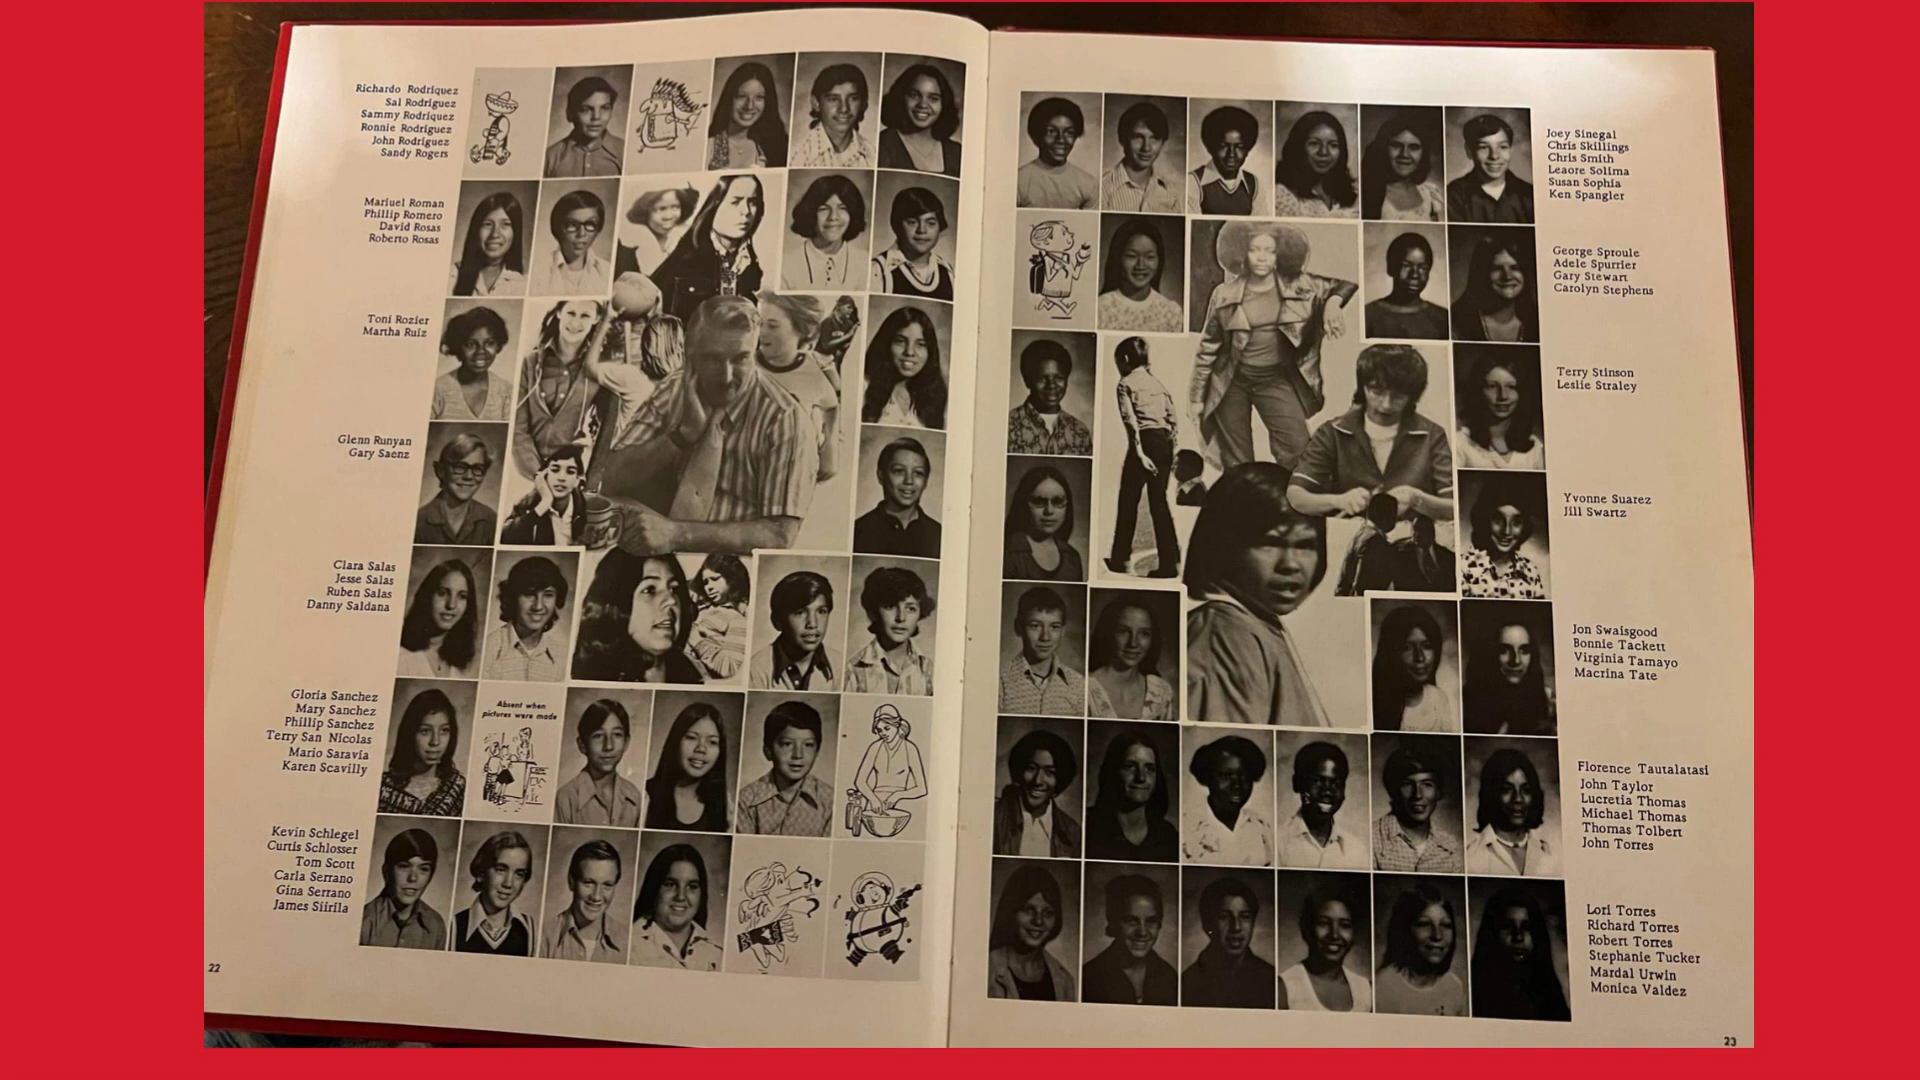 Richardo Rodriquez
Sal Rodriguez
Sammy Rodriquez
Ronnie Rodriguez
John Rodriguez
Sandy Rogers
Mariuel Roman
Phillip Romero
David Rosas
Roberto Rosas
Toni Rozier
Martha Ruiz
Glenn Runyan
Gary Saenz
Clara Salas
Jesse Salas
Ruben Salas
Danny Saldana
Gloria Sanchez
Mary Sanchez
Phillip Sanchez
Terry San Nicolas
Mario Saravia
Karen Scavilly
Absent when
pictures were made
Kevin Schlegel
Curtis Schlosser
Tom Scott
Carla Serrano
Gina Serrano
James Siirila
22
Joey Sinegal
Chris Skillings
Chris Smith
Leaore Solima
Susan Sophia
Ken Spangler
George Sproule
Adele Spurrier
Gary Stewart
Carolyn Stephens
Terry Stinson
Leslie Straley
Yvonne Suarez
Jill Swartz
Jon Swaisgood
Bonnie Tackett
Virginia Tamayo
Macrina Tate
Florence Tautalatasi
John Taylor
Lucretia Thomas
Michael Thomas
Thomas Tolbert
John Torres
Lori Torres
Richard Torres
Robert Torres
Stephanie Tucker
Mardal Urwin
Monica Valdez
23